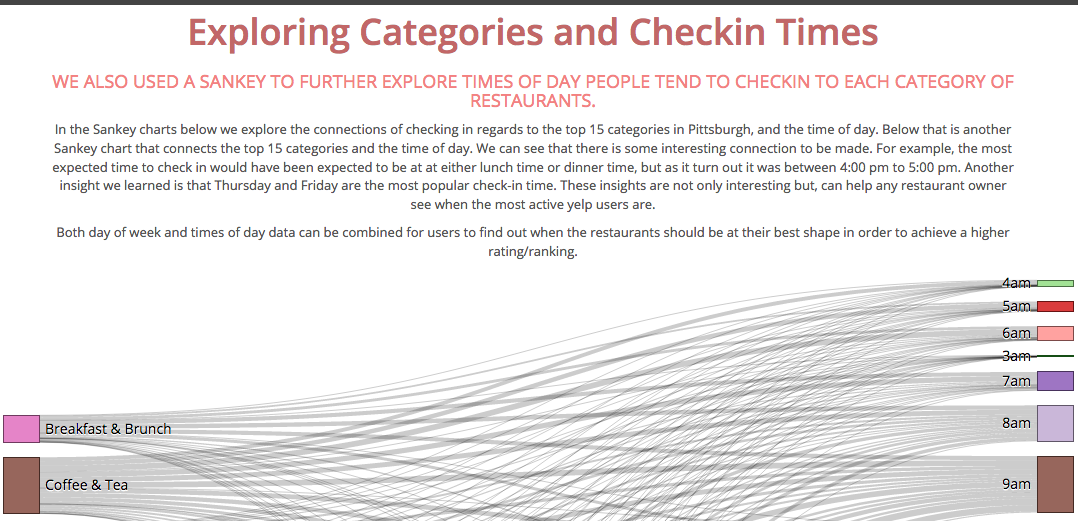 Exploring Categories and Checkin Times
WE ALSO USED A SANKEY TO FURTHER EXPLORE TIMES OF DAY PEOPLE TEND TO CHECKIN TO EACH CATEGORY OF
RESTAURANTS.
In the Sankey charts below we explore the connections of checking in regards to the top 15 categories in Pittsburgh, and the time of day. Below that is another
Sankey chart that connects the top 15 categories and the time of day. We can see that there is some interesting connection to be made. For example, the most
expected time to check in would have been expected to be at at either lunch time or dinner time, but as it turn out it was between 4:00 pm to 5:00 pm. Another
insight we learned is that Thursday and Friday are the most popular check-in time. These insights are not only interesting but, can help any restaurant owner
see when the most active yelp users are.
Both day of week and times of day data can be combined for users to find out when the restaurants should be at their best shape in order to achieve a higher
rating/ranking.
4am
5am
6am
3am
7am
8am
Breakfast & Brunch
9am
Coffee & Tea